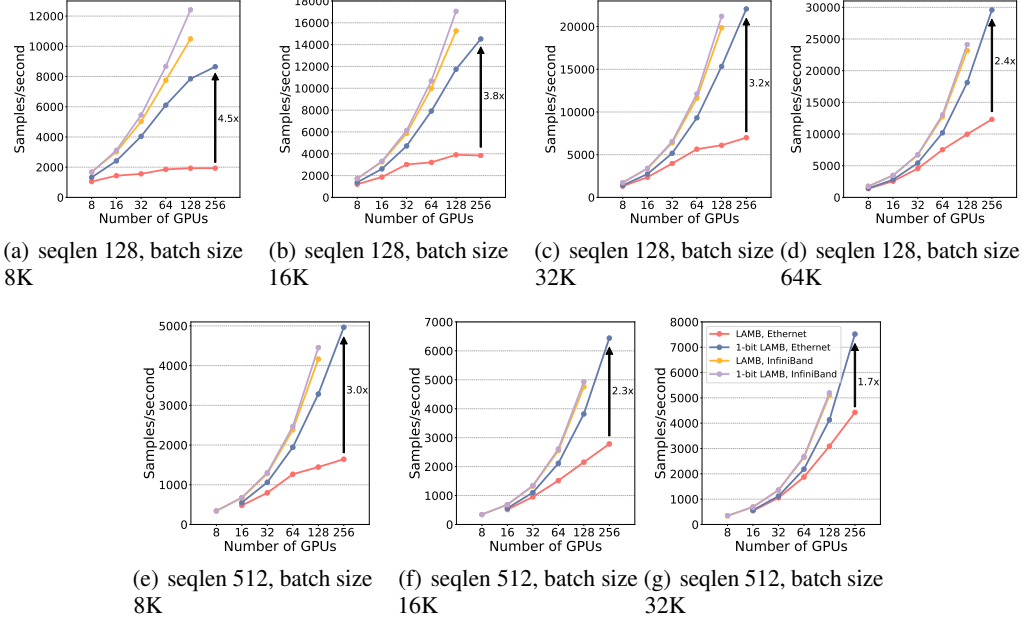 12000
10000
8000
6000
4000
2000
0
Samples/second
4.5x
8 16 32 64 128 256
Number of GPUs
18000
16000
14000
12000
10000
8000
6000
4000
2000
0
Samples/second
3.8x
8 16 32 64 128 256
Number of GPUs
20000
15000
10000
5000
0
Samples/second
3.2x
8 16 32 64 128 256
Number of GPUs
30000
25000
20000
15000
10000
5000
0
Samples/second
2.4x
8 16 32 64 128 256
Number of GPUs
(a) seqlen 128, batch size
8K
(b) seqlen 128, batch size
16K
(c) seqlen 128, batch size
32K
(d) seqlen 128, batch size
64K
5000
4000
3000
2000
1000
0
Samples/second
3.0x
8 16 32 64 128 256
Number of GPUs
7000
6000
5000
4000
3000
2000
1000
0
Samples/second
2.3x
8 16 32 64 128 256
Number of GPUs
8000
7000
6000
5000
4000
3000
2000
1000
0
Samples/second
LAMB, Ethernet
1-bit LAMB, Ethernet
LAMB, InfiniBand
1-bit LAMB, InfiniBand
1.7x
8 16 32 64 128 256
Number of GPUs
(e) seqlen 512, batch size
8K
(f) seqlen 512, batch size
16K
(g) seqlen 512, batch size
32K